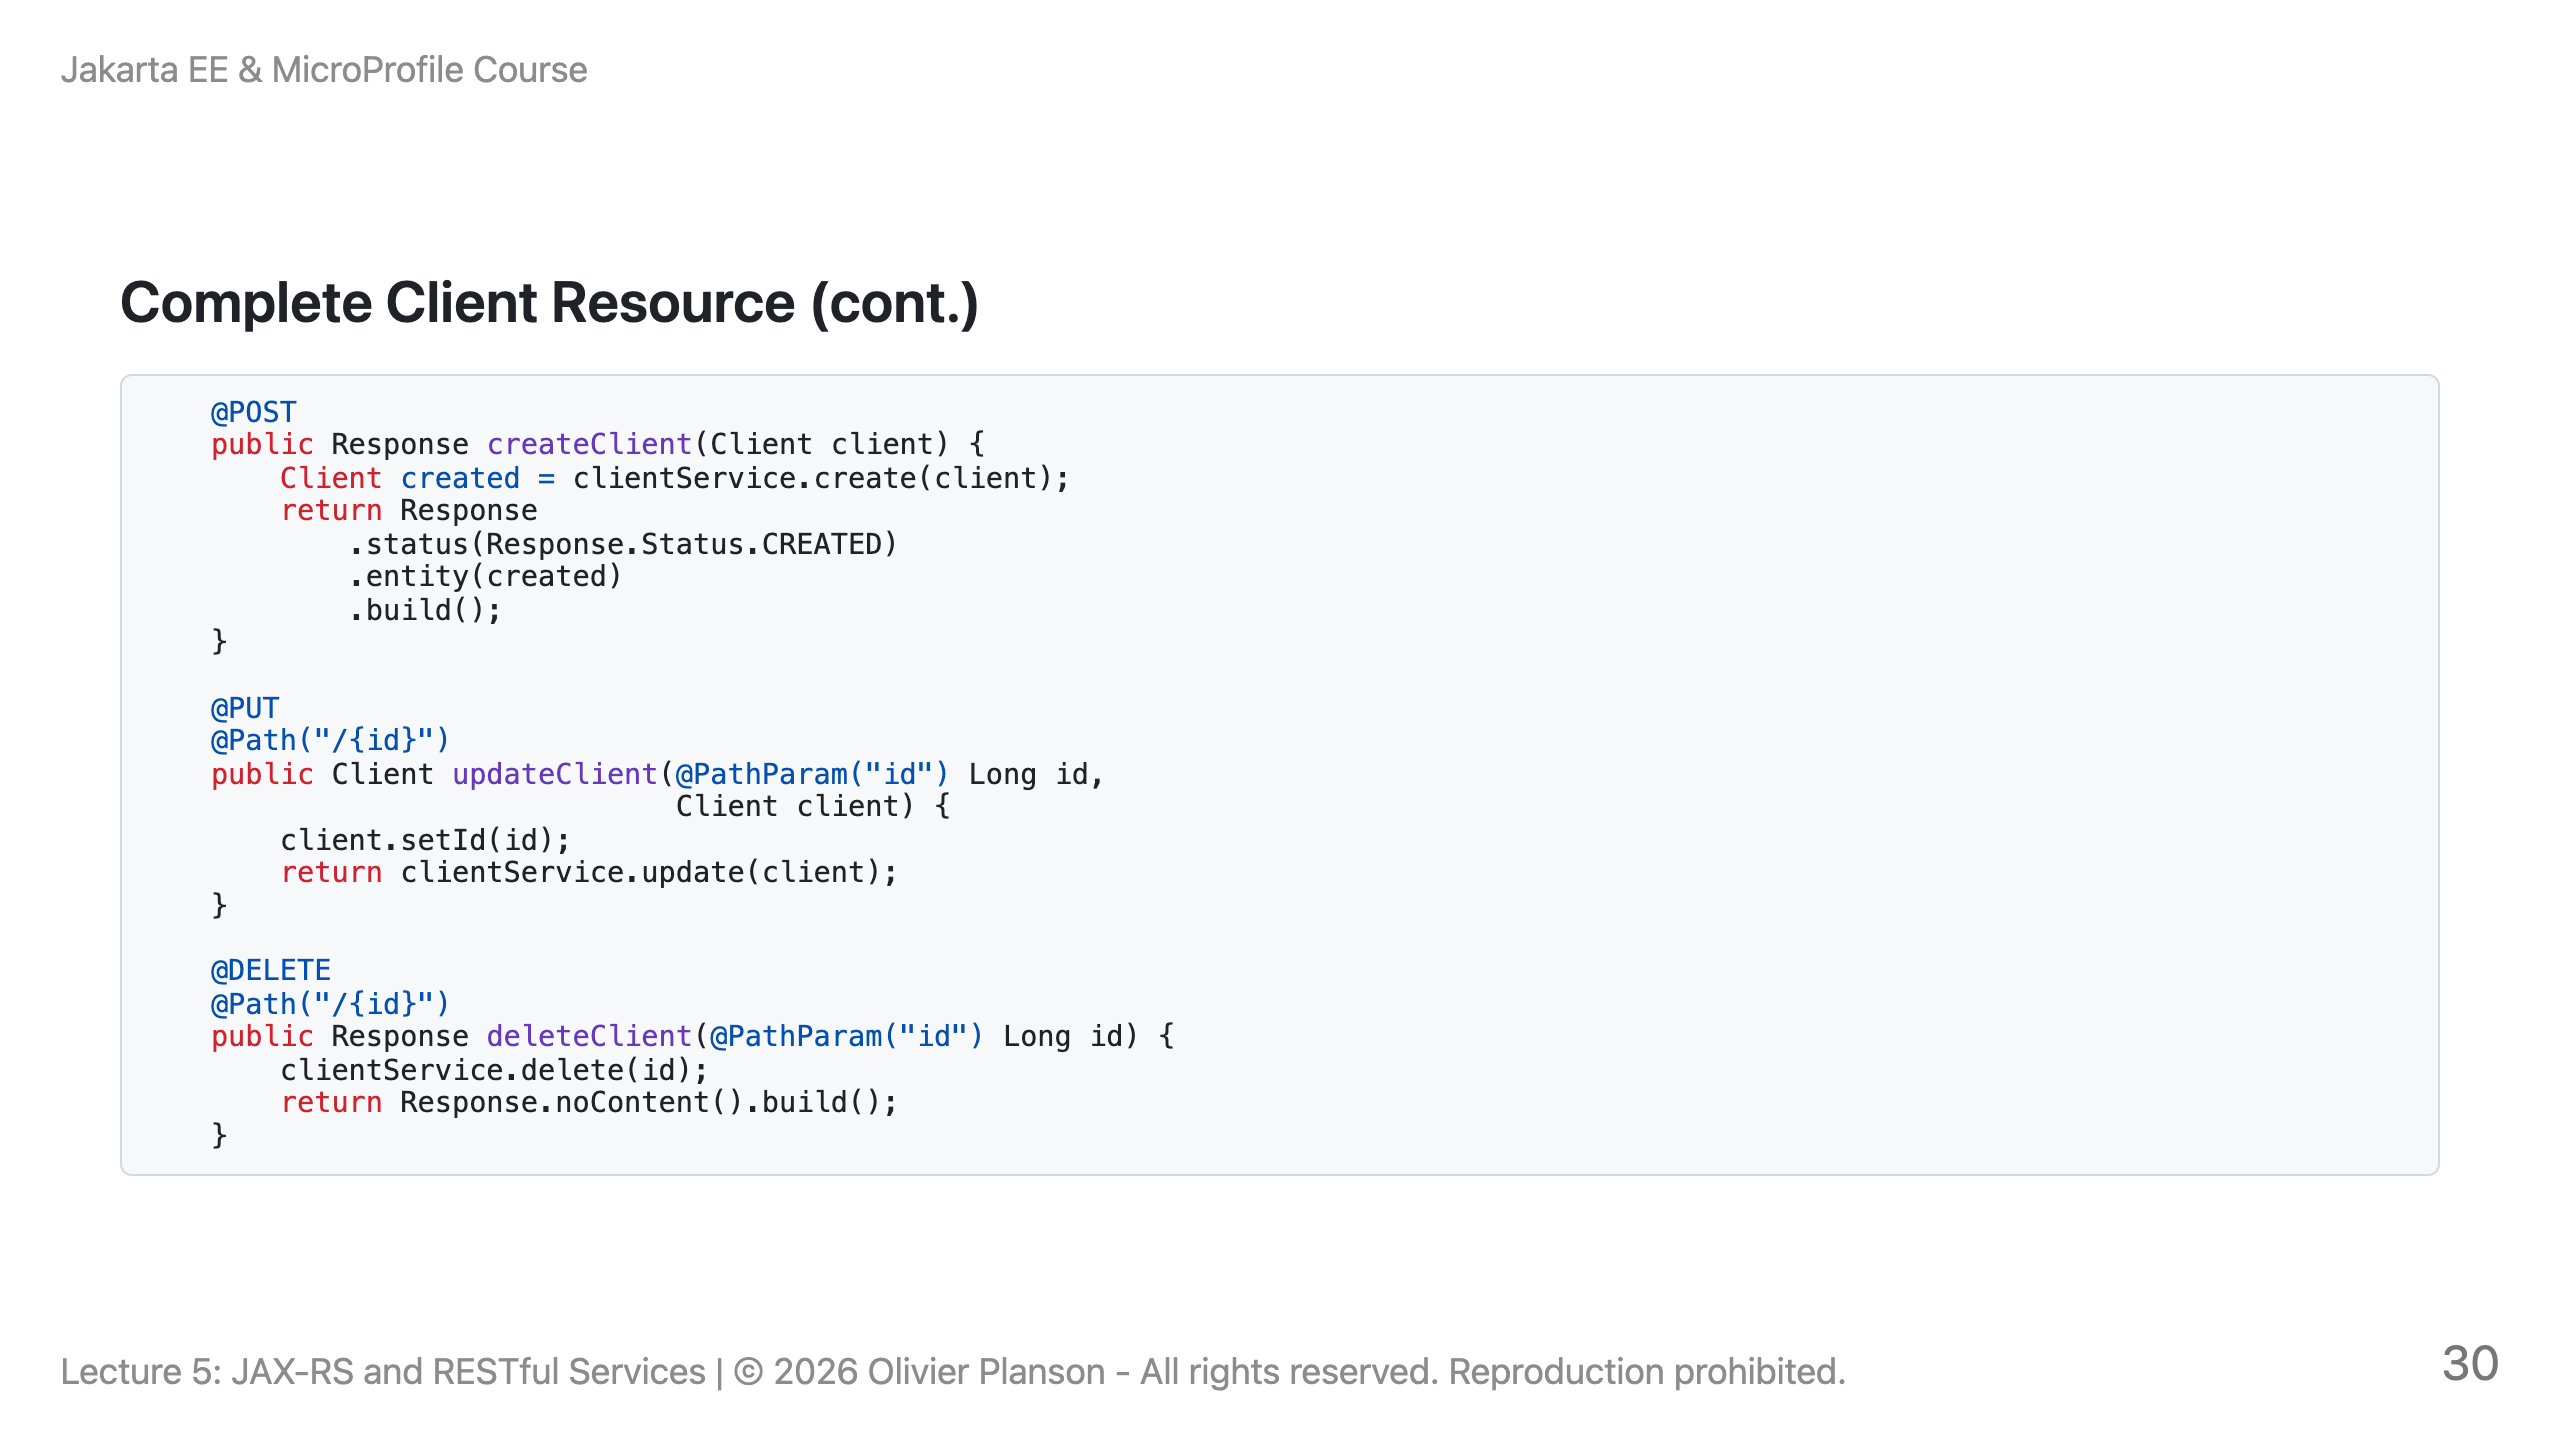 Jakarta EE & MicroProfile Course
Complete Client Resource (cont.)
@POST
public Response createClient(Client client) {
    Client created = clientService.create(client);
    return Response
        .status(Response.Status.CREATED)
        .entity(created)
        .build();
}

@PUT
@Path("/{id}")
public Client updateClient(@PathParam("id") Long id,
                           Client client) {
    client.setId(id);
    return clientService.update(client);
}

@DELETE
@Path("/{id}")
public Response deleteClient(@PathParam("id") Long id) {
    clientService.delete(id);
    return Response.noContent().build();
}
Lecture 5: JAX-RS and RESTful Services | © 2026 Olivier Planson - All rights reserved. Reproduction prohibited.
30